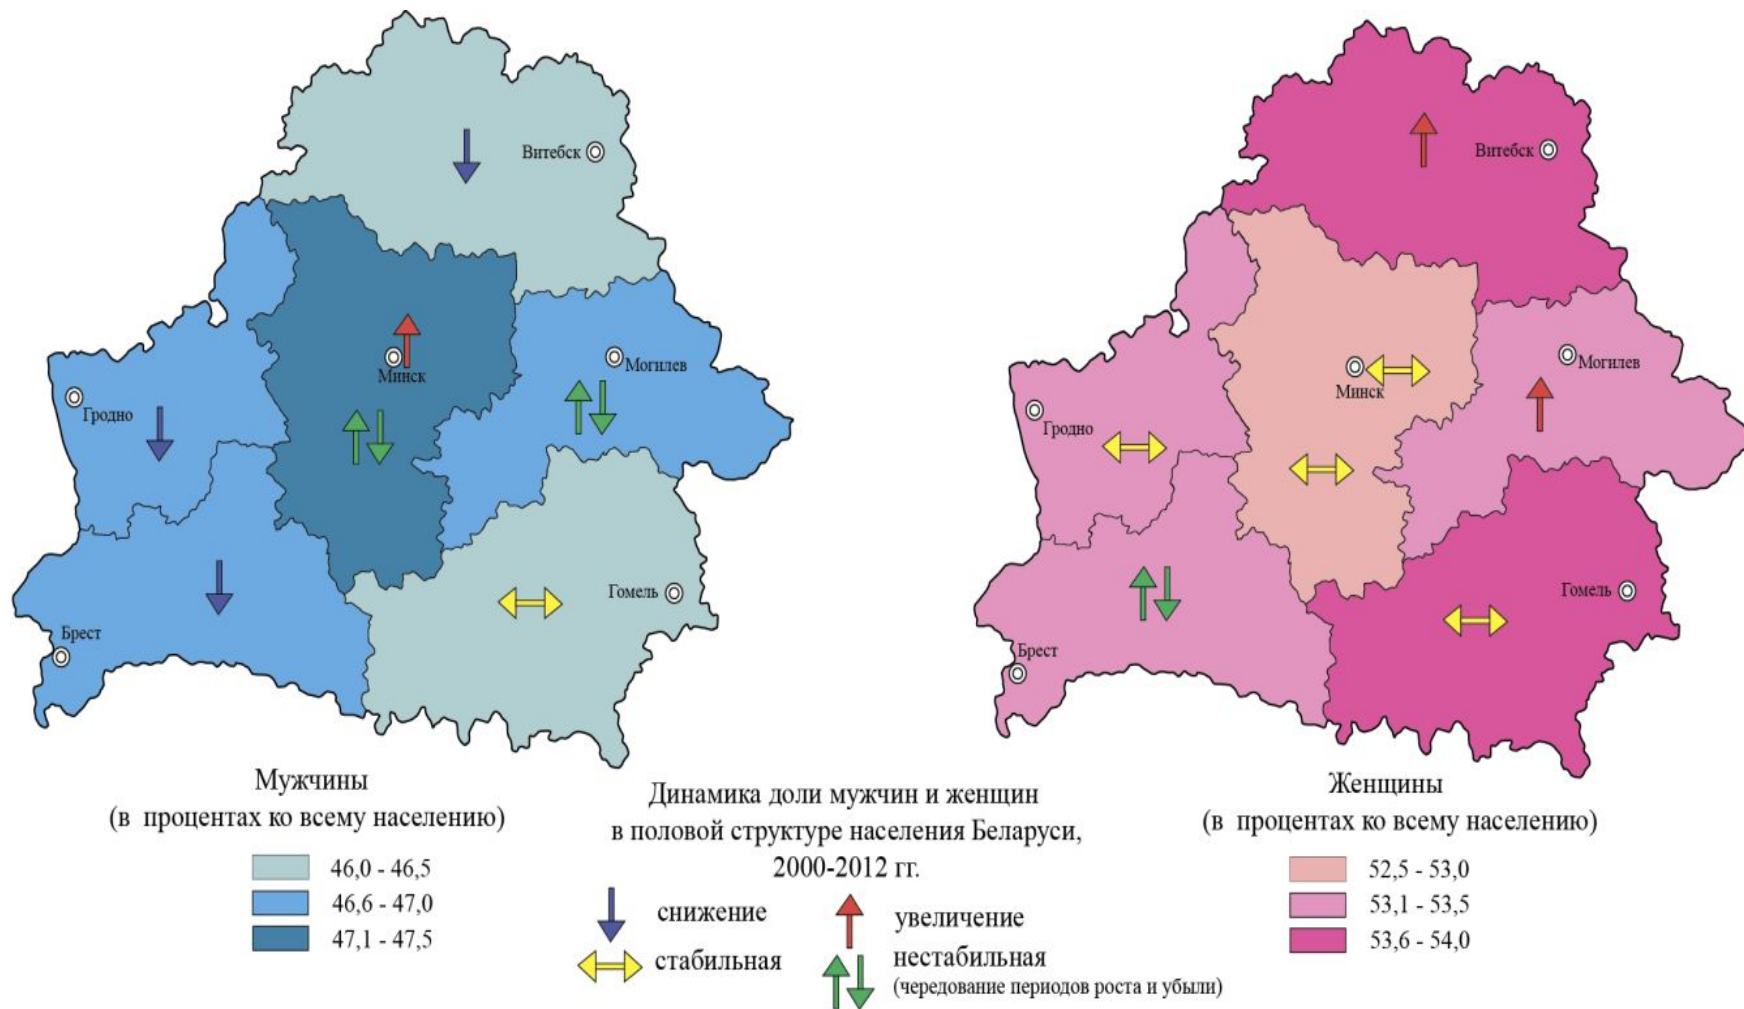 Витебск
Минск
Могилев
Гродно
Гомель
Брест
Витебск
Минск
Могилев
Гродно
Гомель
Брест
Мужчины
(в процентах ко всему населению)
46,0 - 46,5
46,6 - 47,0
47,1 - 47,5
Динамика доли мужчин и женщин
в половой структуре населения Беларуси,
2000-2012 гг.
снижение
увеличение
стабильная
нестабильная
(чередование периодов роста и убыли)
Женщины
(в процентах ко всему населению)
52,5 - 53,0
53,1 - 53,5
53,6 - 54,0